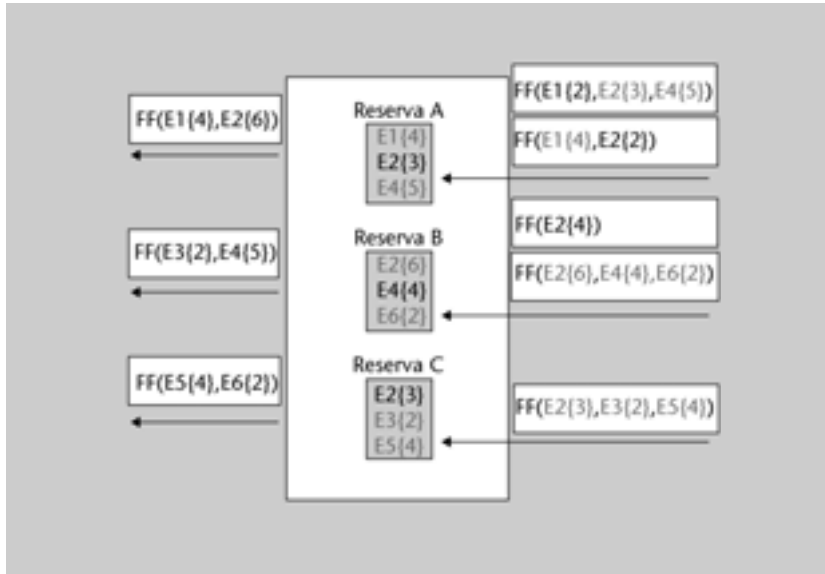 FF(E1{4},E2{6})
FF(E3{2},E4{5})
FF(E5{4},E6{2})
Reserva A
E1{4}
E2{3}
E4{5}
Reserva B
E2{6}
E4{4}
E6{2}
Reserva C
E2{3}
E3{2}
E5{4}
FF(E1{2},E2{3},E4{5})
FF(E1{4},E2{2})
FF(E2{4})
FF(E2{6},E4{4},E6{2})
FF(E2{3},E3{2},E5{4})